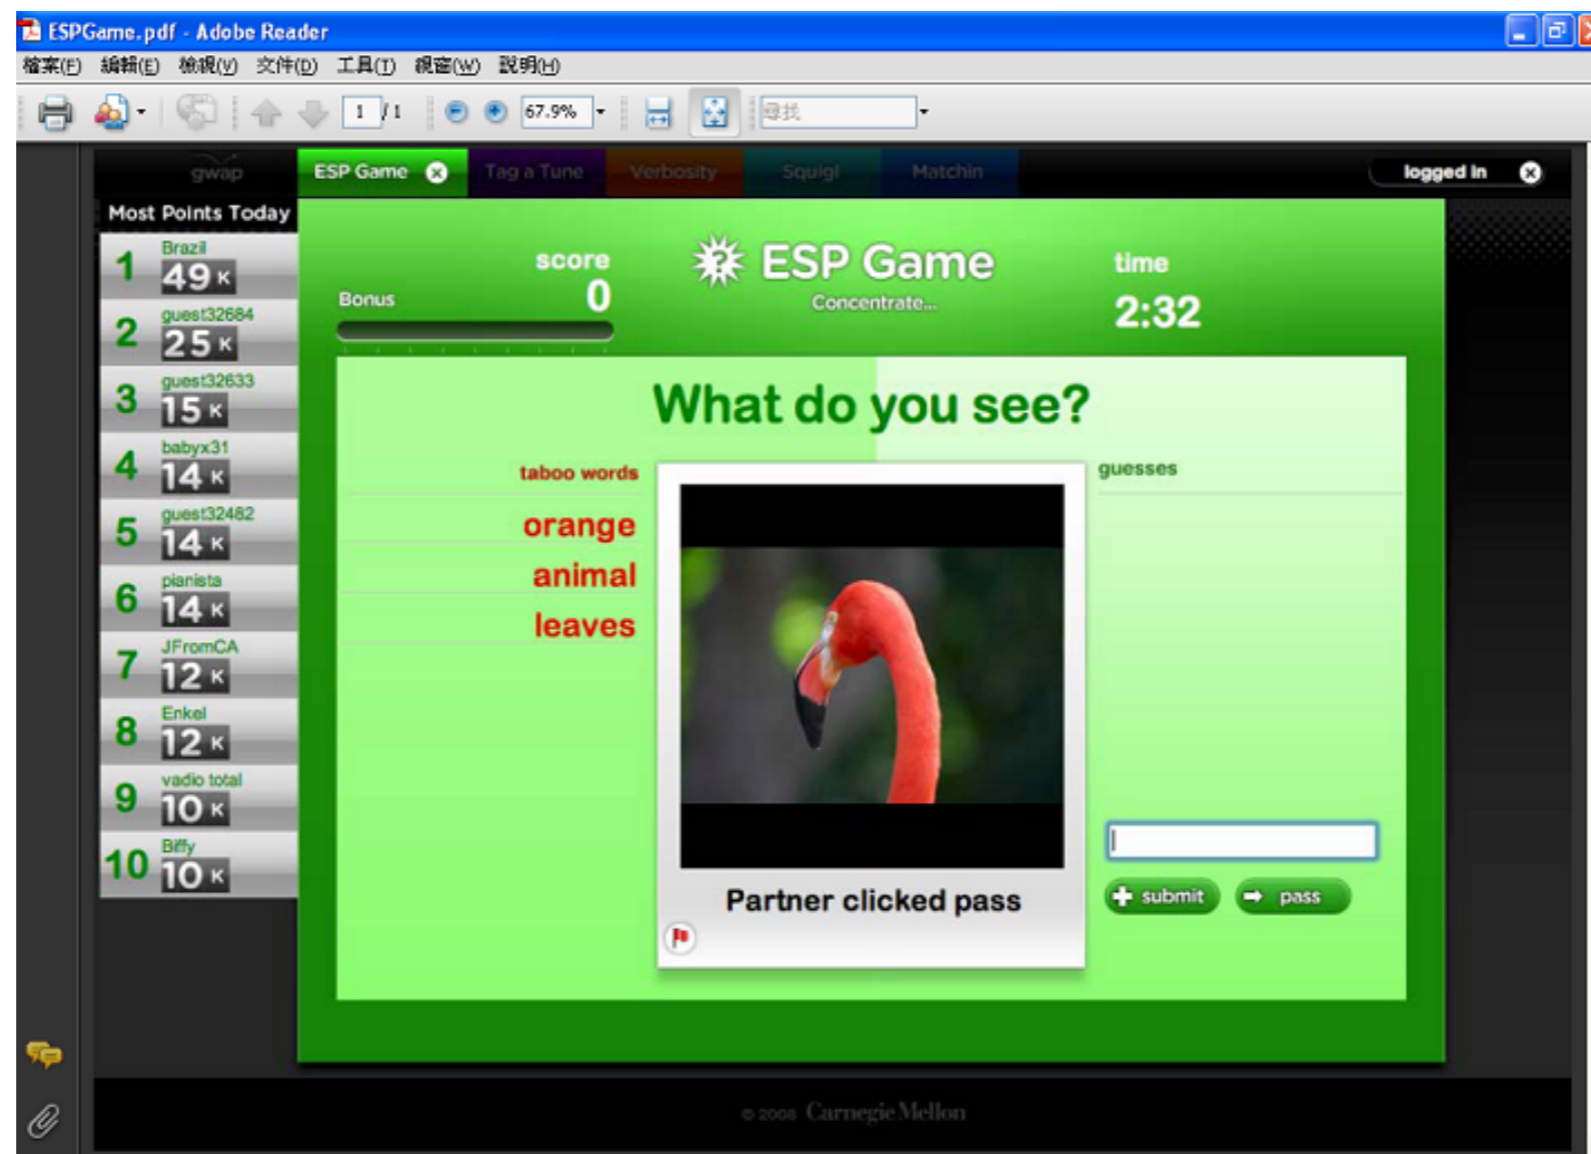 ESPGame.pdf - Adobe Reader
檔案(F) 編輯(E) 檢視(V) 文件(D) 工具(T) 視窗(W) 說明(H)
1 / 1 67.9% 尋找
gwap ESP Game Tag a Tune Verbosity Squigl Matchin logged in
Most Points Today
1 Brazil
49 K
2 guest32684
25 K
3 guest32633
15 K
4 babyx31
14 K
5 guest32482
14 K
6 pianista
14 K
7 JFromCA
12 K
8 Enkel
12 K
9 vadio total
10 K
10 Biffy
10 K
Bonus
score
0
? ESP Game
Concentrate...
time
2:32
What do you see?
taboo words
orange
animal
leaves
Partner clicked pass
guesses
submit pass
© 2008 Carnegie Mellon